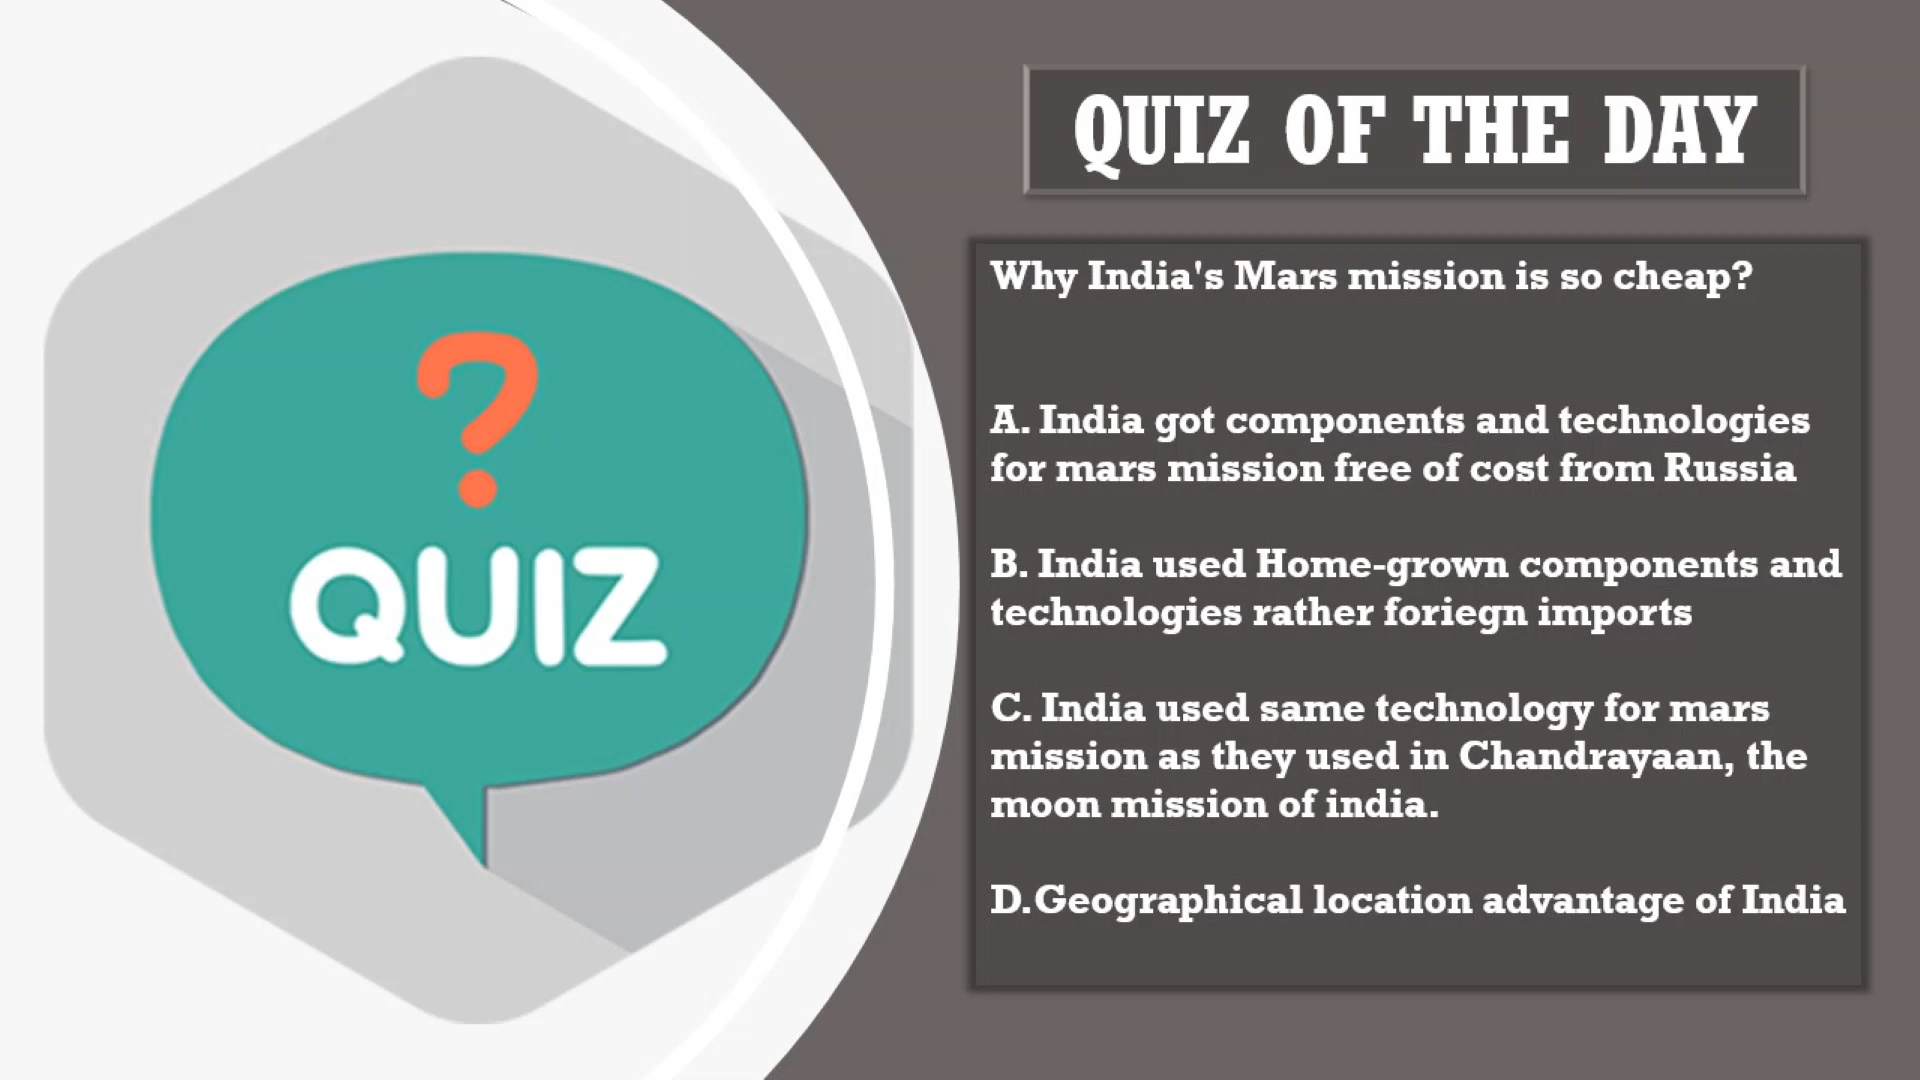 ?
QUIZ
QUIZ OF THE DAY
Why India's Mars mission is so cheap?
A. India got components and technologies
for mars mission free of cost from Russia
B. India used Home-grown components and
technologies rather foriegn imports
C. India used same technology for mars
mission as they used in Chandrayaan, the
moon mission of india.
D.Geographical location advantage of India